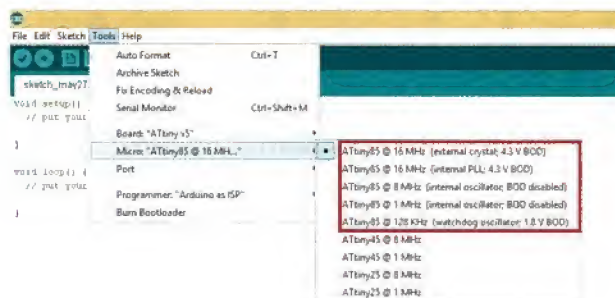 File Edit Sketch Tools Help
Auto Format Ctrl+T
Archive Sketch
Fix Encoding & Reload
Serial Monitor Ctrl+Shift+M
Board: "ATtiny v5"
Micro: "ATtiny85 @ 16 MH..."
Port
Programmer: "Arduino as ISP"
Burn Bootloader
sketch_may27
void setup() {
// put your
}
void loop() {
// put your
}
ATtiny85 @ 16 MHz (external crystal; 4.3 V BOD)
ATtiny85 @ 16 MHz (internal PLL; 4.3 V BOD)
ATtiny85 @ 8 MHz (internal oscillator; BOD disabled)
ATtiny85 @ 1 MHz (internal oscillator; BOD disabled)
ATtiny85 @ 128 KHz (watchdog oscillator; 1.8 V BOD)
ATtiny45 @ 8 MHz
ATtiny45 @ 1 MHz
ATtiny25 @ 8 MHz
ATtiny25 @ 1 MHz